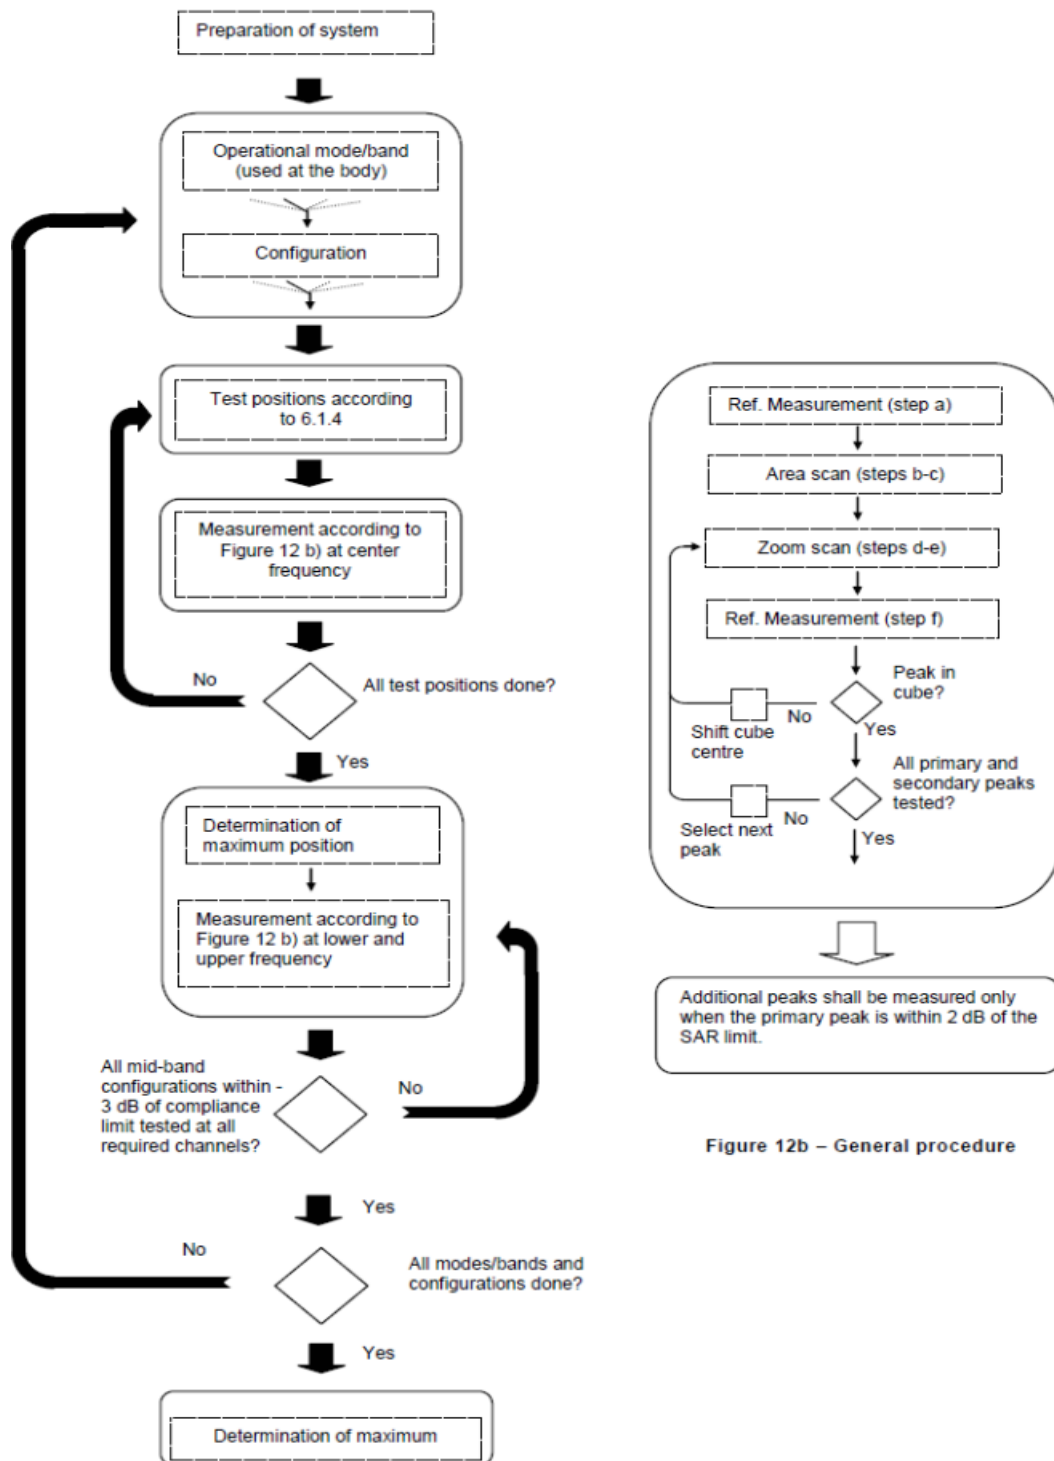 Preparation of system
Operational mode/band
(used at the body)
Configuration
Test positions according
to 6.1.4
Measurement according to
Figure 12 b) at center
frequency
No
All test positions done?
Yes
Determination of
maximum position
Measurement according to
Figure 12 b) at lower and
upper frequency
All mid-band
configurations within -
3 dB of compliance
limit tested at all
required channels?
No
Yes
No
All modes/bands and
configurations done?
Yes
Determination of maximum
Ref. Measurement (step a)
Area scan (steps b-c)
Zoom scan (steps d-e)
Ref. Measurement (step f)
Peak in
cube?
No
Yes
Shift cube
centre
All primary and
secondary peaks
tested?
No
Yes
Select next
peak
Additional peaks shall be measured only
when the primary peak is within 2 dB of the
SAR limit.
Figure 12b – General procedure